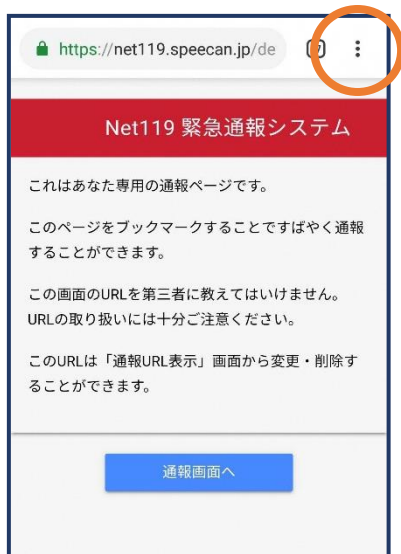 https://net119.speecan.jp/de
Net119 緊急通報システム
これはあなた専用の通報ページです。
このページをブックマークすることですばやく通報
することができます。
この画面のURLを第三者に教えてはいけません。
URLの取り扱いには十分ご注意ください。
このURLは「通報URL表示」画面から変更・削除す
ることができます。
通報画面へ